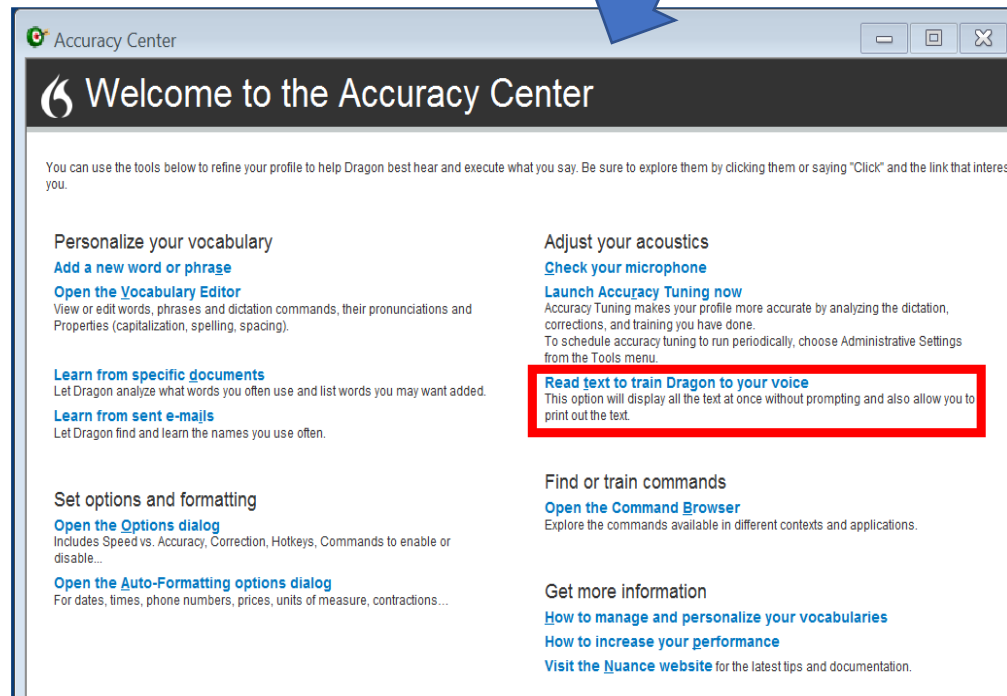 Accuracy Center
Welcome to the Accuracy Center
You can use the tools below to refine your profile to help Dragon best hear and execute what you say. Be sure to explore them by clicking them or saying "Click" and the link that
you.
Personalize your vocabulary
Add a new word or phrase
Open the Vocabulary Editor
View or edit words, phrases and dictation commands, their pronunciations and
Properties (capitalization, spelling, spacing).
Learn from specific documents
Let Dragon analyze what words you often use and list words you may want added.
Learn from sent e-mails
Let Dragon find and learn the names you use often.
Set options and formatting
Open the Options dialog
Includes Speed vs. Accuracy, Correction, Hotkeys, Commands to enable or
disable...
Open the Auto-Formatting options dialog
For dates, times, phone numbers, prices, units of measure, contractions...
Adjust your acoustics
Check your microphone
Launch Accuracy Tuning now
Accuracy Tuning makes your profile more accurate by analyzing the dictation,
corrections, and training you have done.
To schedule accuracy tuning to run periodically, choose Administrative Settings
from the Tools menu.
Read text to train Dragon to your voice
This option will display all the text at once without prompting and also allow you to
print out the text.
Find or train commands
Open the Command Browser
Explore the commands available in different contexts and applications.
Get more information
How to manage and personalize your vocabularies
How to increase your performance
Visit the Nuance website for the latest tips and documentation.